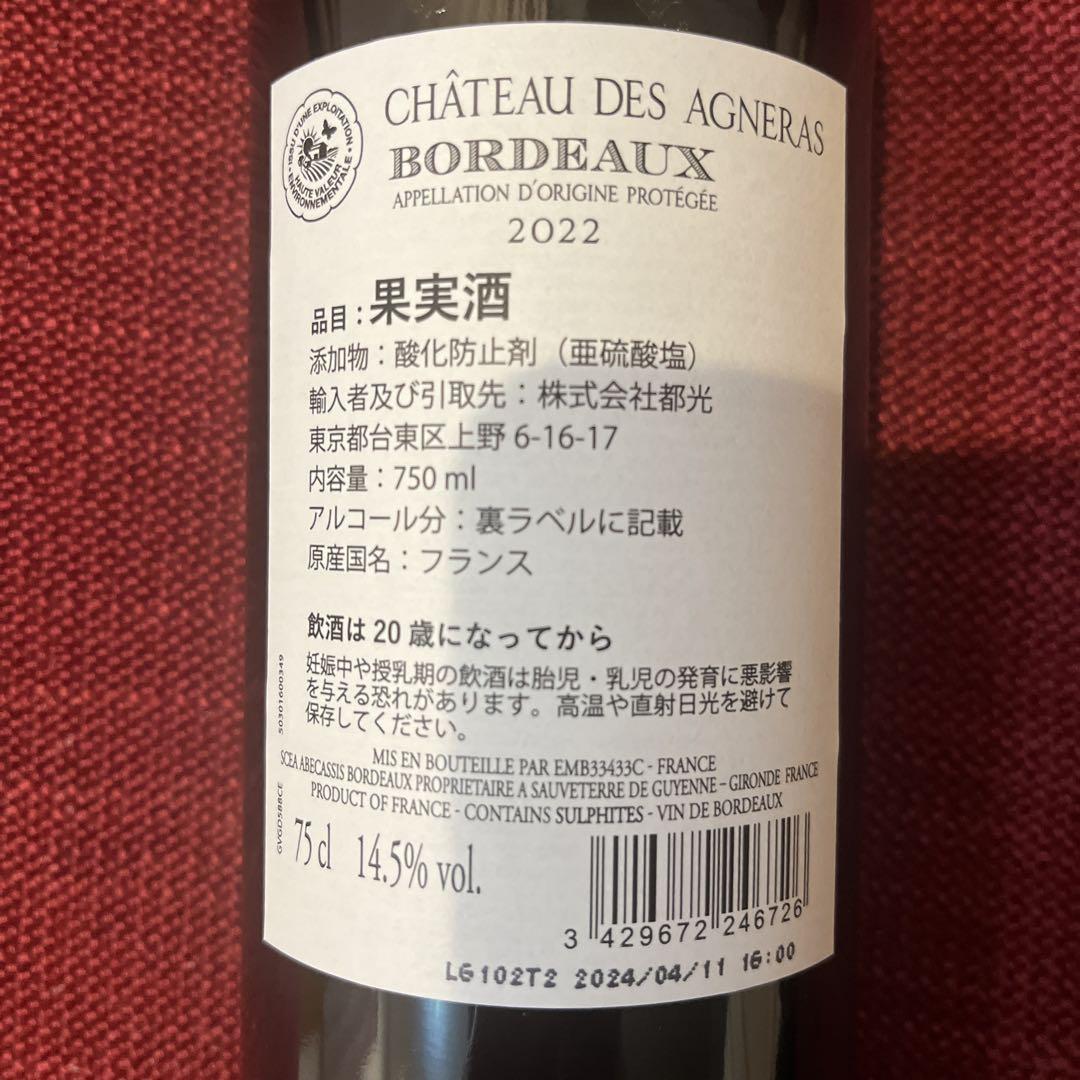 ISSU D'UNE EXPLOITATION
HAUTE VALEUR
ENVIRONNEMENTALE
CHÂTEAU DES AGNERAS
BORDEAUX
APPELLATION D'ORIGINE PROTÉGÉE
2022
品目：果実酒
添加物：酸化防止剤（亜硫酸塩）
輸入者及び引取先：株式会社都光
東京都台東区上野 6-16-17
内容量：750 ml
アルコール分：裏ラベルに記載
原産国名：フランス
飲酒は 20 歳になってから
妊娠中や授乳期の飲酒は胎児・乳児の発育に悪影響
を与える恐れがあります。高温や直射日光を避けて
保存してください。
MIS EN BOUTEILLE PAR EMB33433C - FRANCE
SCEA ABECASSIS BORDEAUX PROPRIETAIRE A SAUVETERRE DE GUYENNE – GIRONDE FRANCE
PRODUCT OF FRANCE - CONTAINS SULPHITES - VIN DE BORDEAUX
GVGD5B8CE 50301600349
75 cl 14.5% vol.
3 429672 246726
LG102T2 2024/04/11 16:00